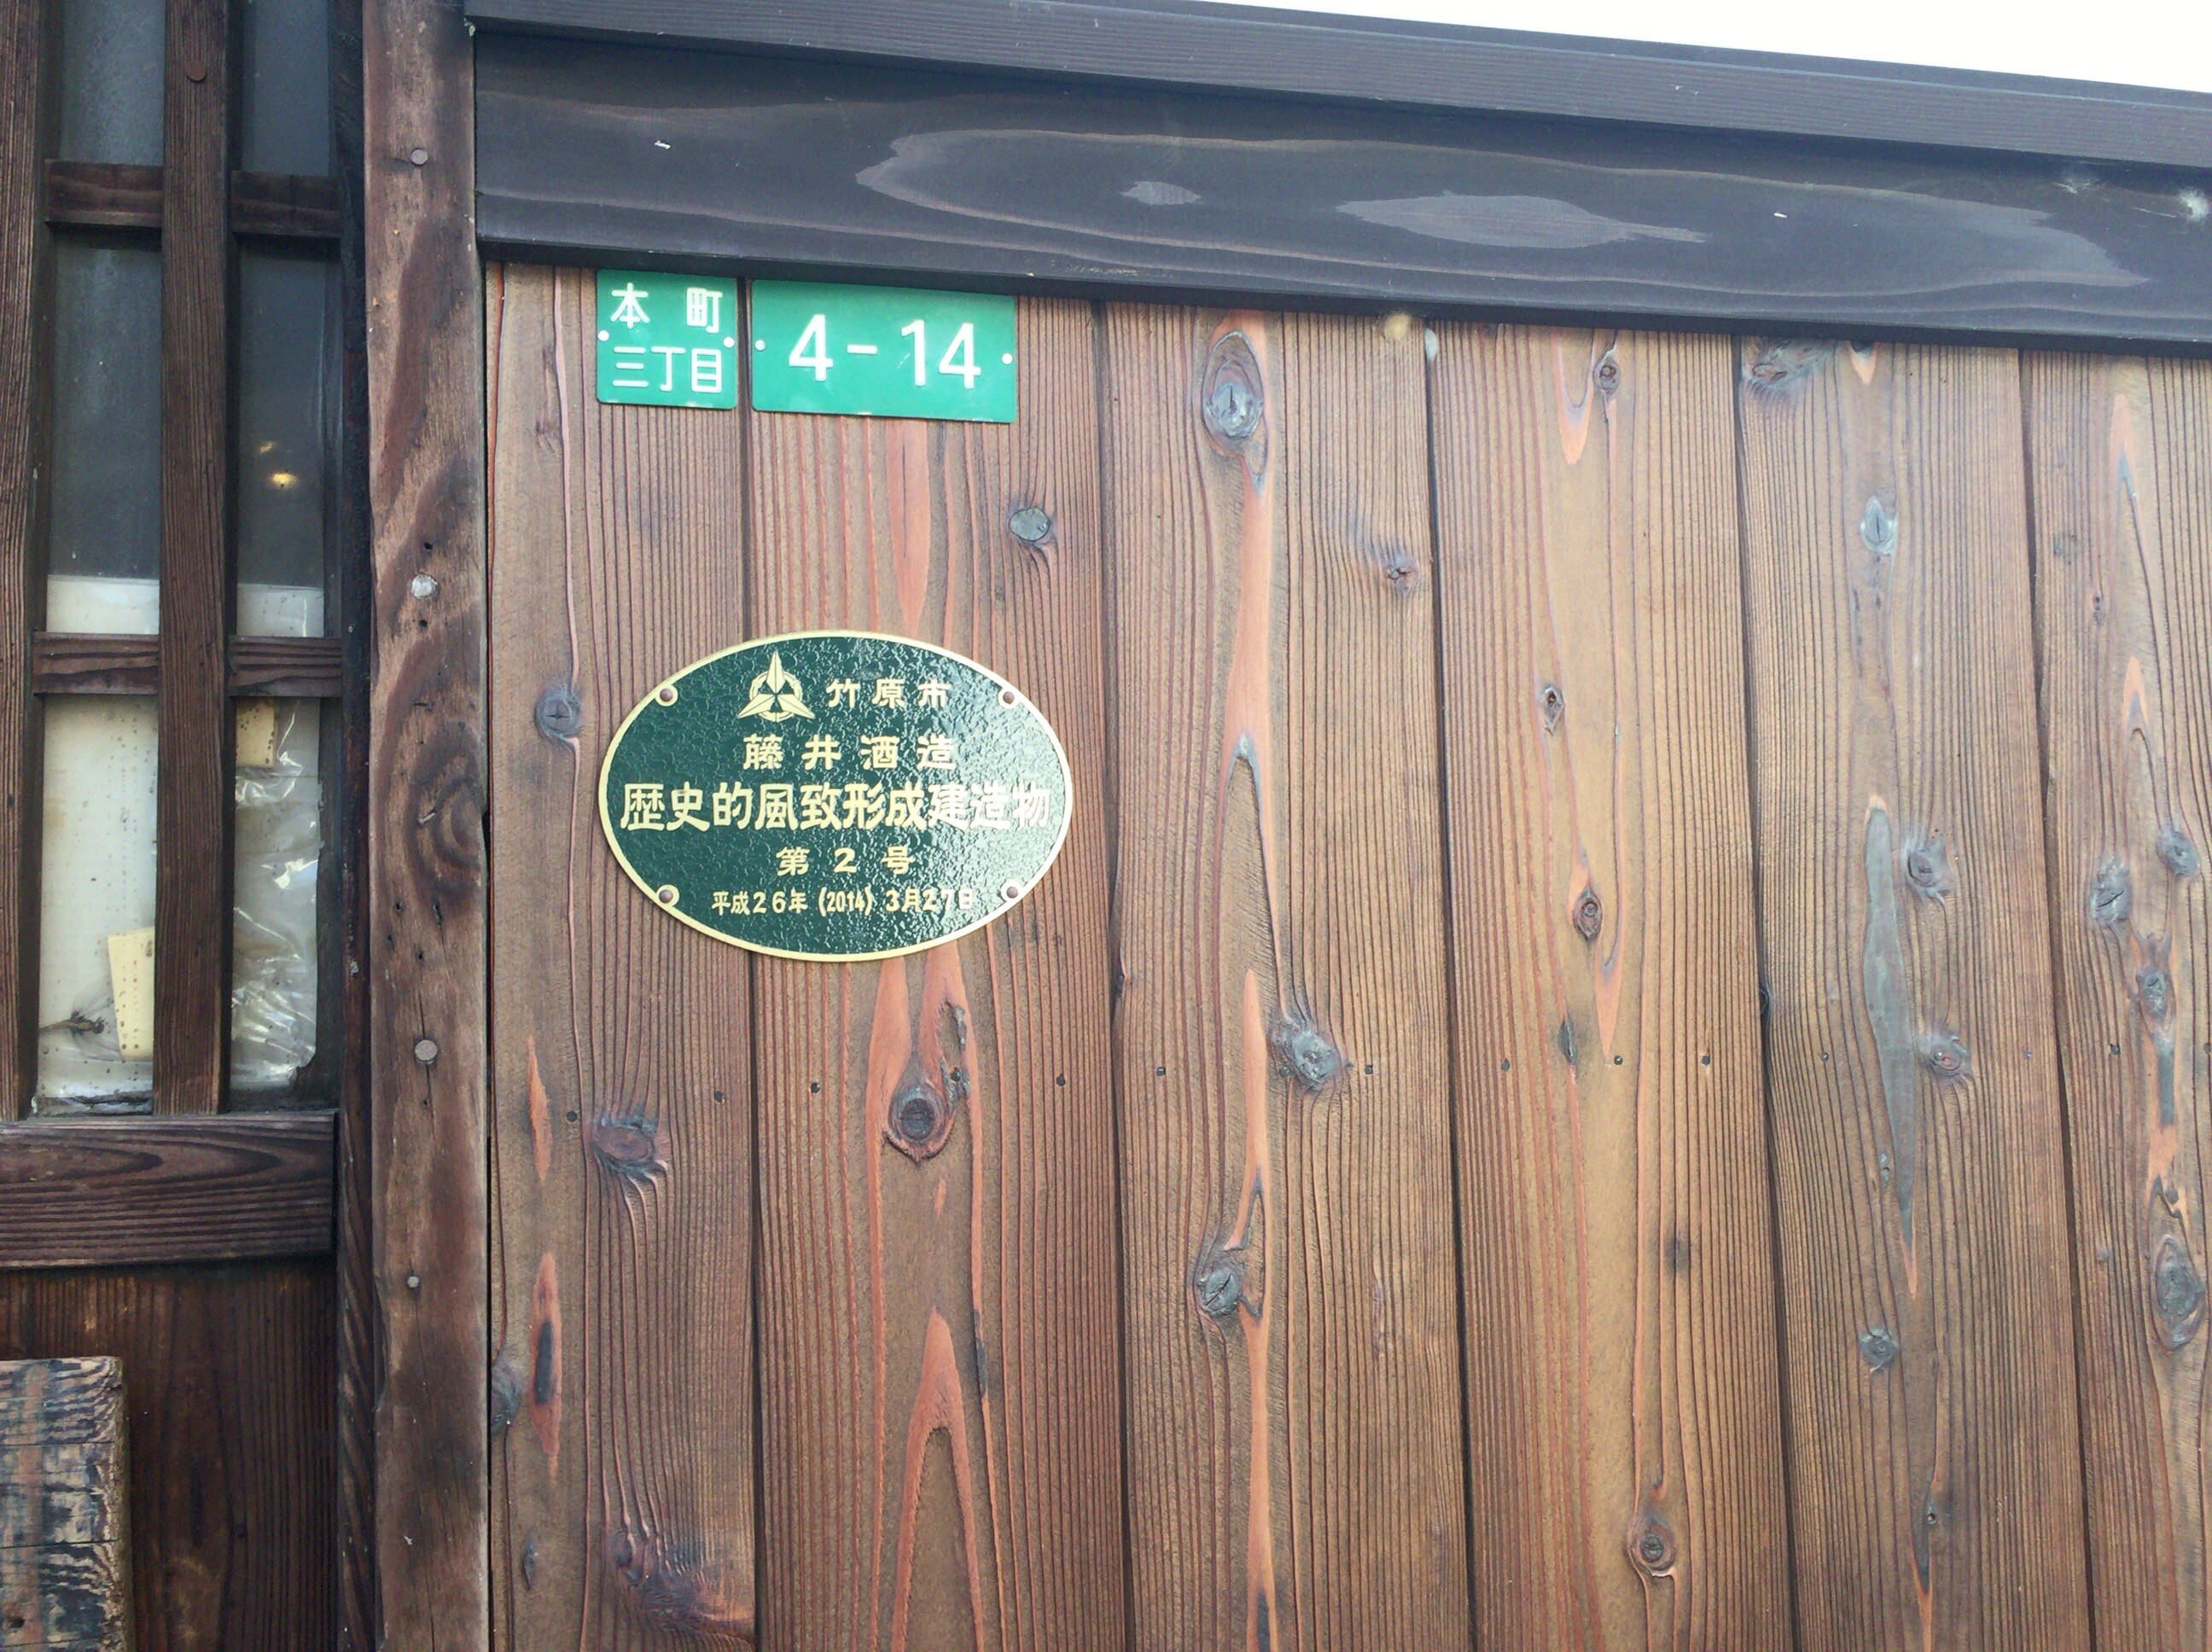 本町
三丁目
4-14
竹原市
藤井酒造
歴史的風致形成建造物
第2号
平成26年(2014)3月27日